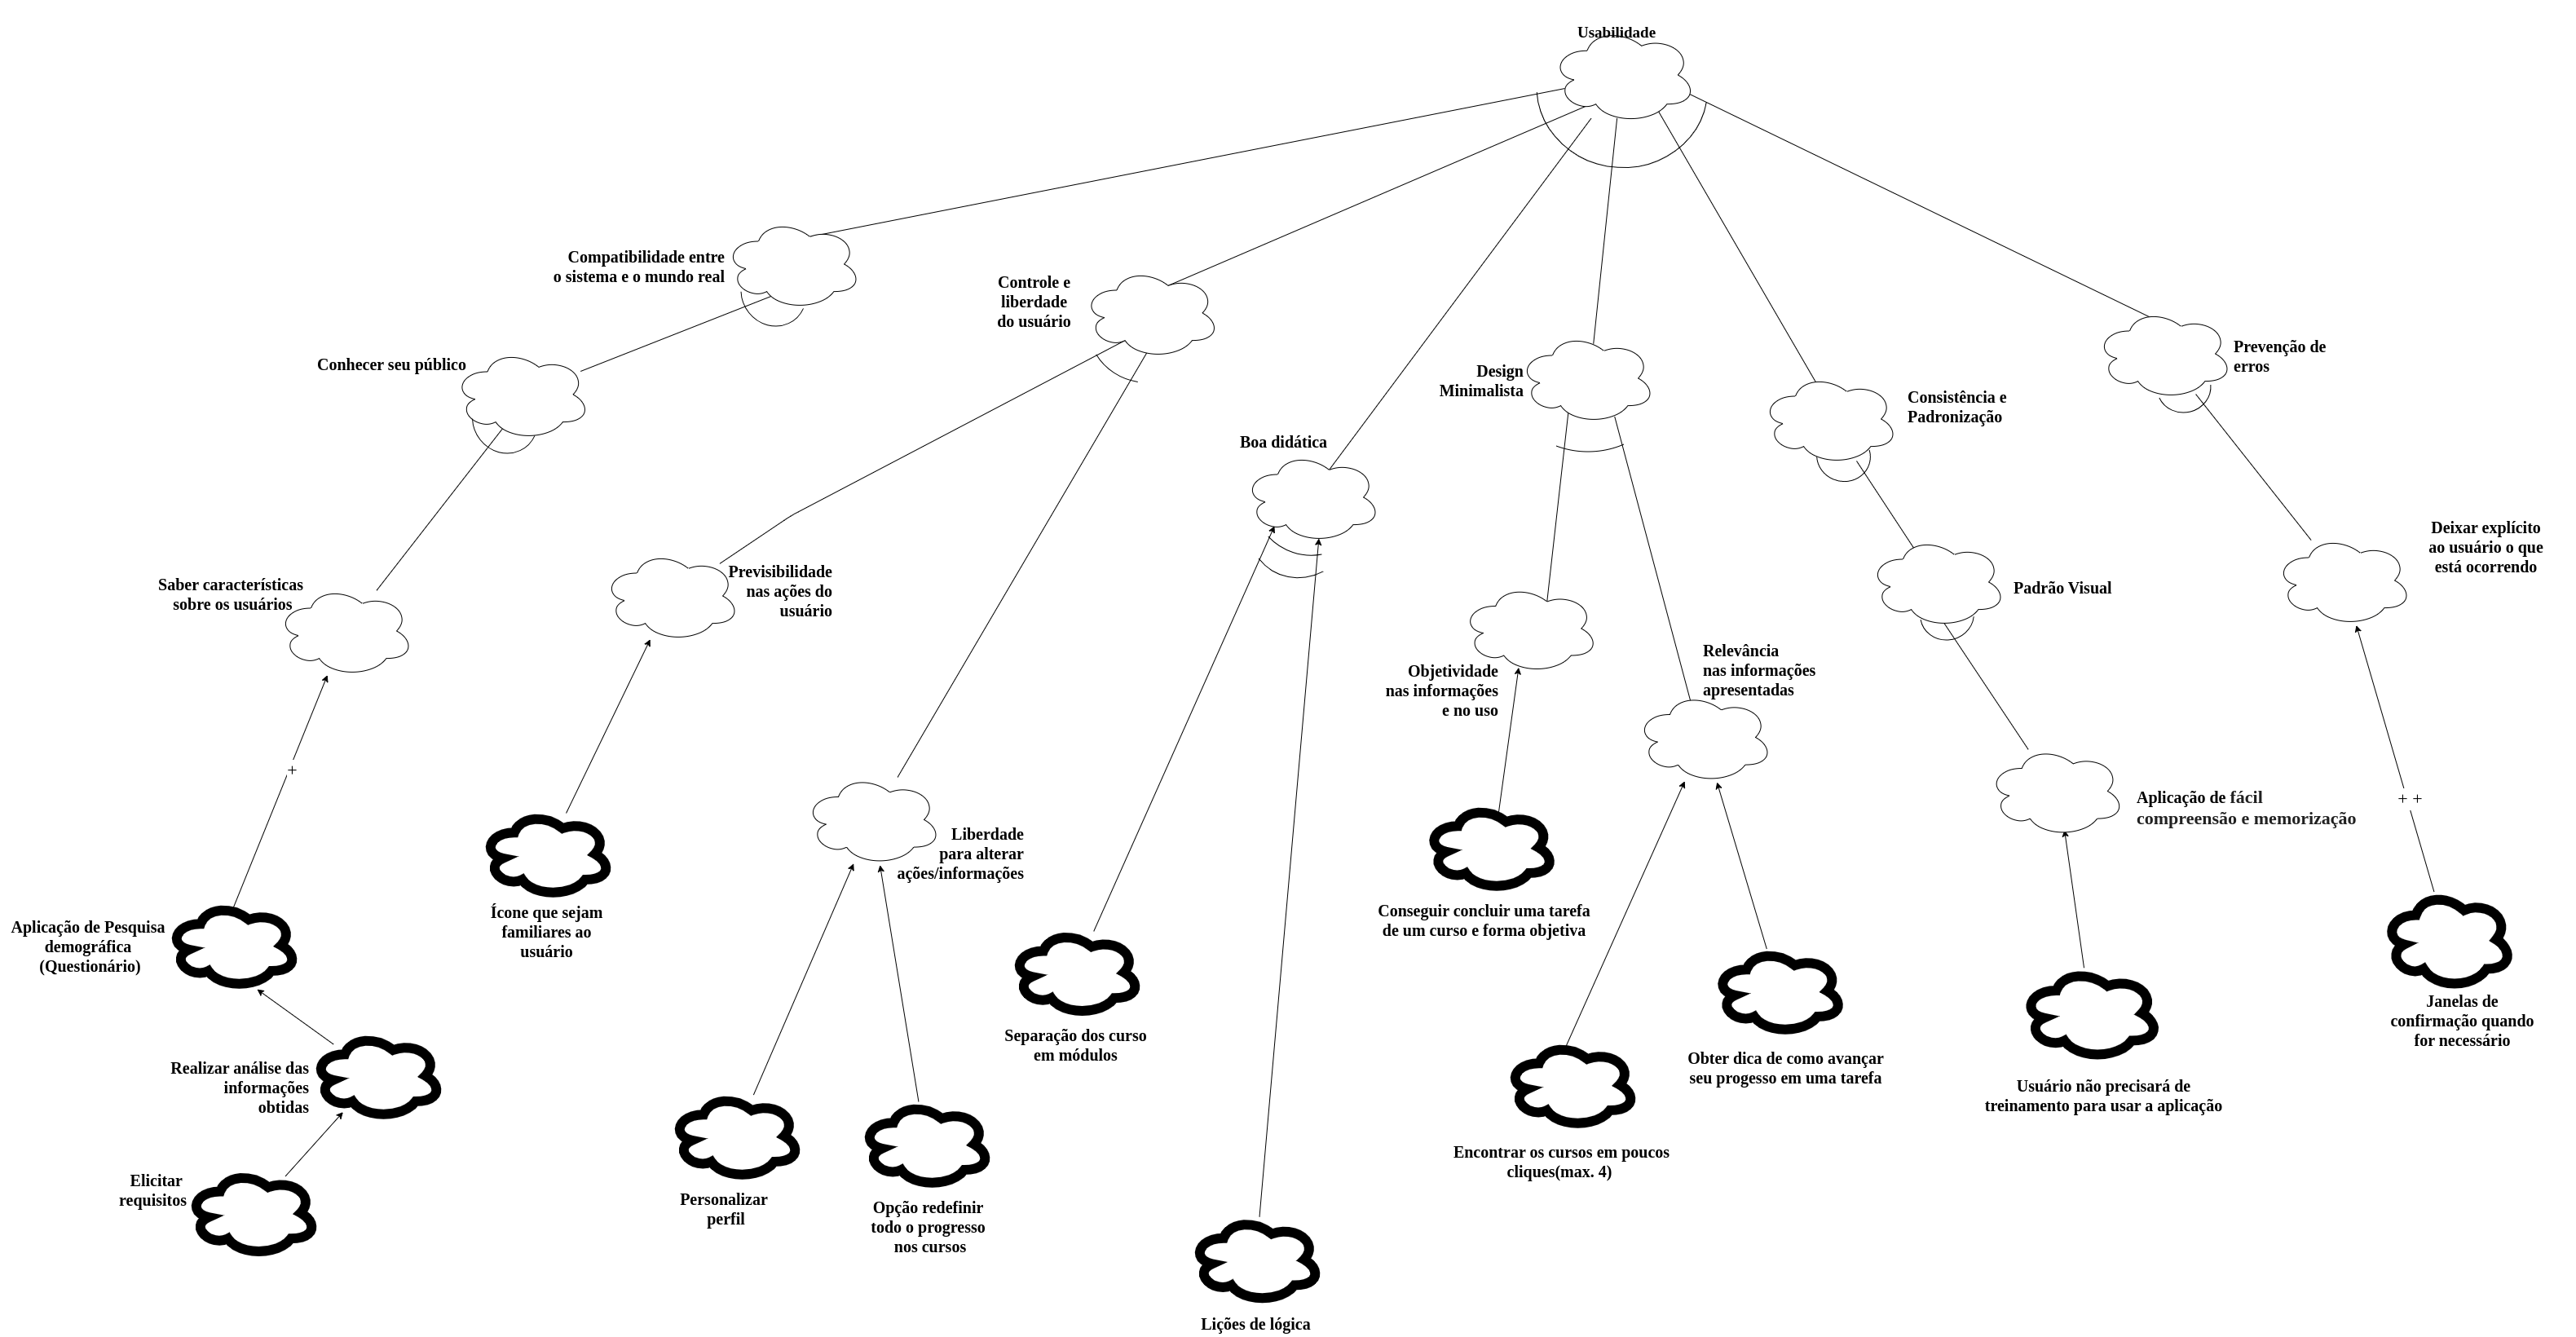 Usabilidade
Compatibilidade entre
o sistema e o mundo real
Controle e
liberdade
do usuário
Prevenção de
erros
Conhecer seu público
Design
Minimalista
Consistência e
Padronização
Boa didática
Deixar explícito
ao usuário o que
está ocorrendo
Saber características
sobre os usuários
Previsibilidade
nas ações do
usuário
Padrão Visual
Objetividade
nas informações
e no uso
Relevância
nas informações
apresentadas
+
Liberdade
para alterar
ações/informações
Aplicação de fácil
compreensão e memorização
+ +
Aplicação de Pesquisa
demográfica
(Questionário)
Ícone que sejam
familiares ao
usuário
Conseguir concluir uma tarefa
de um curso e forma objetiva
Separação dos curso
em módulos
Janelas de
confirmação quando
for necessário
Realizar análise das
informações
obtidas
Obter dica de como avançar
seu progesso em uma tarefa
Usuário não precisará de
treinamento para usar a aplicação
Encontrar os cursos em poucos
cliques(max. 4)
Elicitar
requisitos
Personalizar
perfil
Opção redefinir
todo o progresso
nos cursos
Lições de lógica